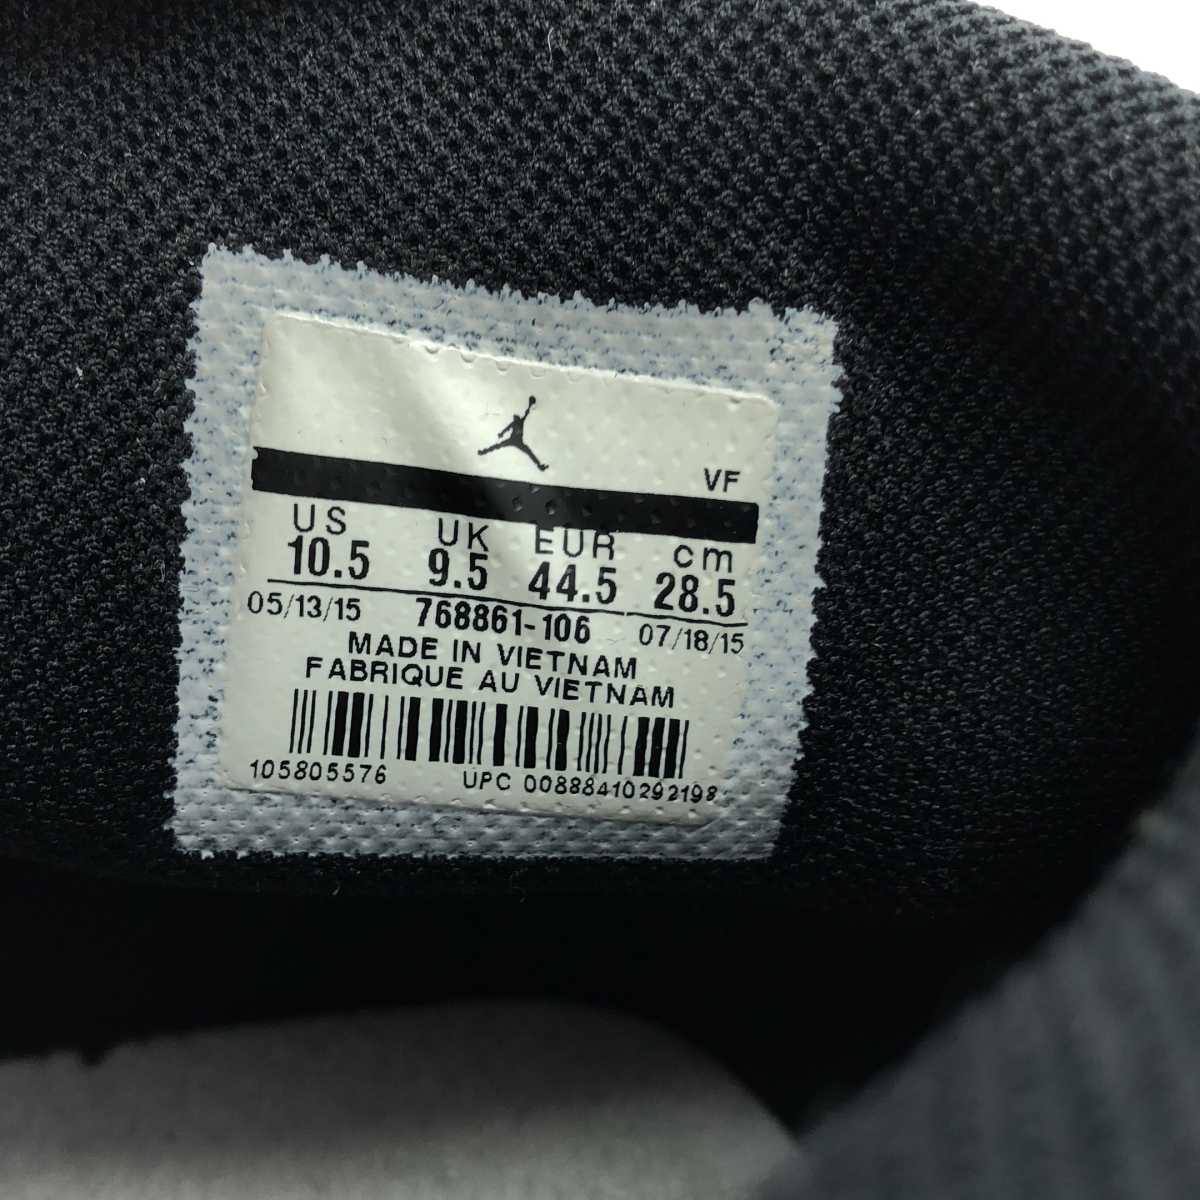 VF
US UK EUR cm
10.5 9.5 44.5 28.5
05/13/15 768861-106 07/18/15
MADE IN VIETNAM
FABRIQUE AU VIETNAM
105805576 UPC 00888410292198